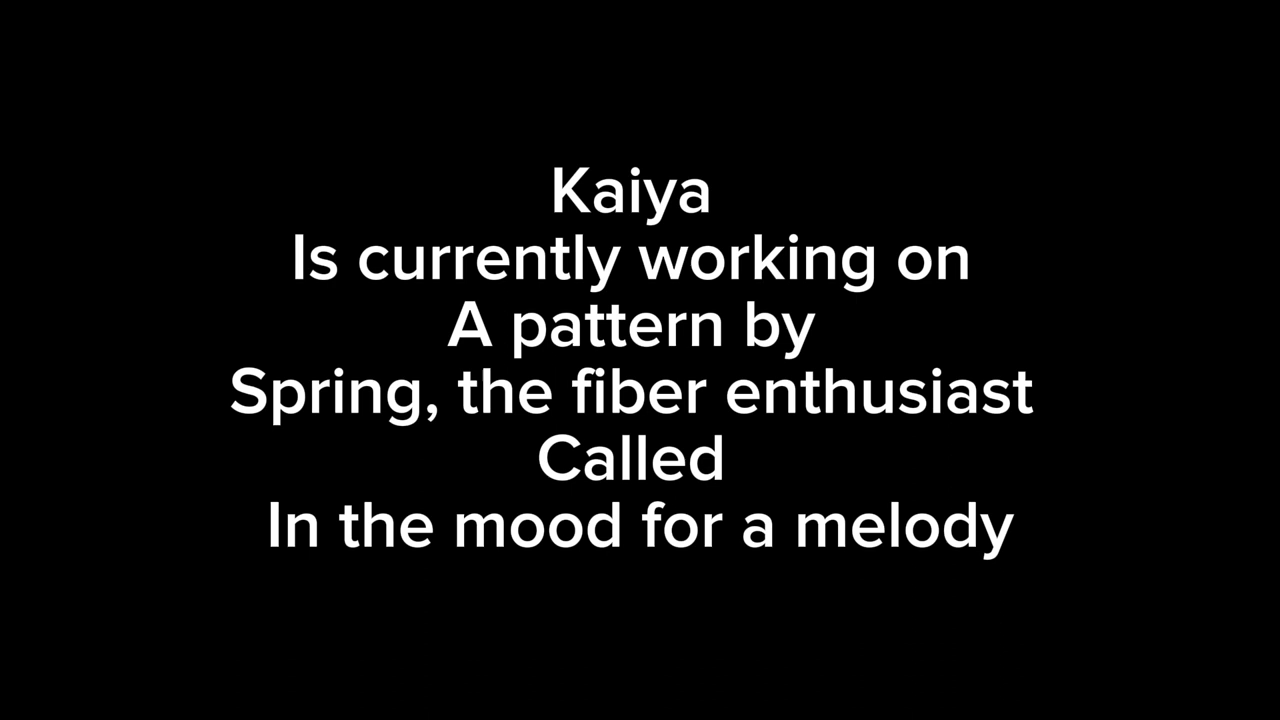 Kaiya
Is currently working on
A pattern by
Spring, the fiber enthusiast
Called
In the mood for a melody